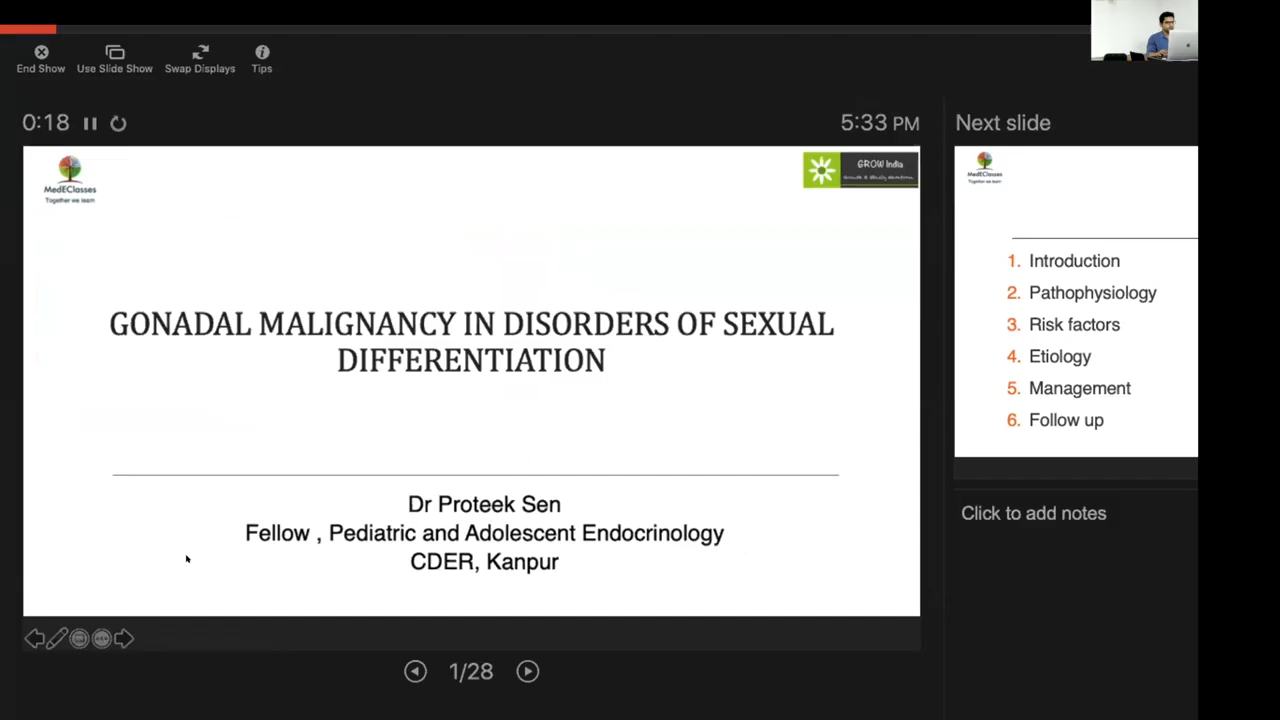 End Show
Use Slide Show
Swap Displays
Tips
0:18
5:33 PM
Next slide
MedEClasses
Together we learn
GROW India
GONADAL MALIGNANCY IN DISORDERS OF SEXUAL
DIFFERENTIATION
Dr Proteek Sen
Fellow , Pediatric and Adolescent Endocrinology
CDER, Kanpur
MedEClasses
Together we learn
1. Introduction
2. Pathophysiology
3. Risk factors
4. Etiology
5. Management
6. Follow up
Click to add notes
1/28